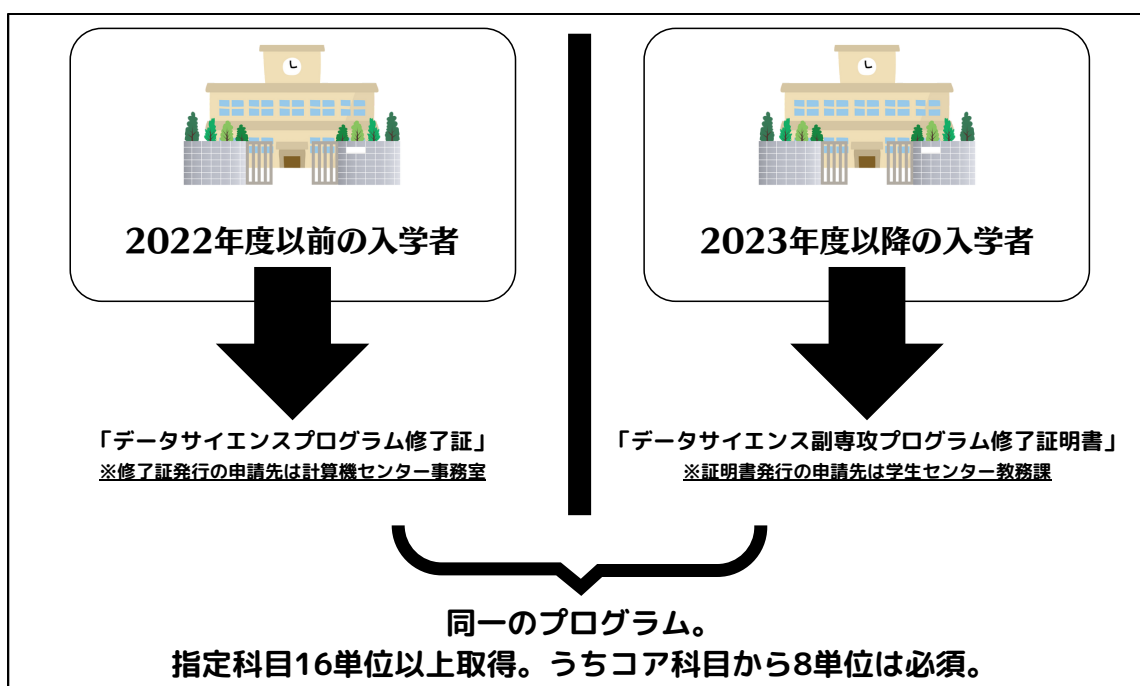 2022年度以前の入学者
「データサイエンスプログラム修了証」
※修了証発行の申請先は計算機センター事務室
2023年度以降の入学者
「データサイエンス副専攻プログラム修了証明書」
※証明書発行の申請先は学生センター教務課
同一のプログラム。
指定科目16単位以上取得。うちコア科目から8単位は必須。